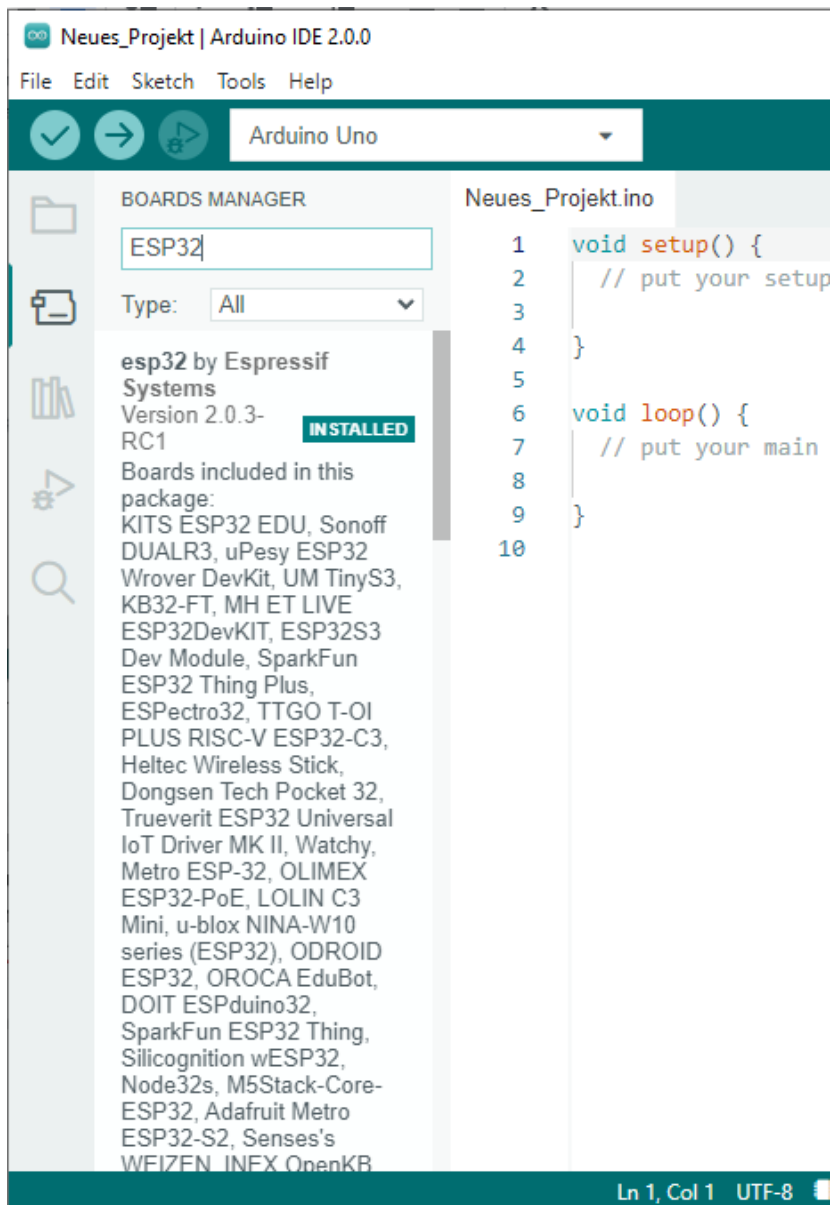 Neues_Projekt | Arduino IDE 2.0.0
File Edit Sketch Tools Help
Arduino Uno
BOARDS MANAGER
ESP32
Type: All
esp32 by Espressif
Systems
Version 2.0.3-
RC1
INSTALLED
Boards included in this
package:
KITS ESP32 EDU, Sonoff
DUALR3, uPesy ESP32
Wrover DevKit, UM TinyS3,
KB32-FT, MH ET LIVE
ESP32DevKIT, ESP32S3
Dev Module, SparkFun
ESP32 Thing Plus,
ESPectro32, TTGO T-OI
PLUS RISC-V ESP32-C3,
Heltec Wireless Stick,
Dongsen Tech Pocket 32,
Trueverit ESP32 Universal
IoT Driver MK II, Watchy,
Metro ESP-32, OLIMEX
ESP32-PoE, LOLIN C3
Mini, u-blox NINA-W10
series (ESP32), ODROID
ESP32, OROCA EduBot,
DOIT ESPduino32,
SparkFun ESP32 Thing,
Silicognition wESP32,
Node32s, M5Stack-Core-
ESP32, Adafruit Metro
ESP32-S2, Senses's
WEIZEN, INEX OpenKB
Neues_Projekt.ino
1 void setup() {
2 // put your setup
3
4 }
5
6 void loop() {
7 // put your main
8
9 }
10
Ln 1, Col 1 UTF-8